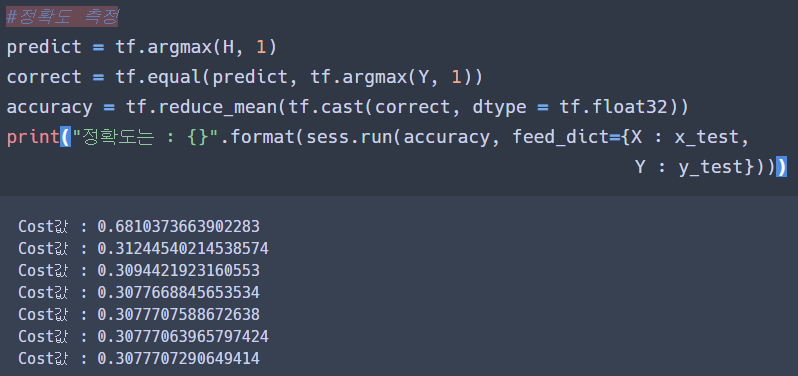 #정확도 측정
predict = tf.argmax(H, 1)
correct = tf.equal(predict, tf.argmax(Y, 1))
accuracy = tf.reduce_mean(tf.cast(correct, dtype = tf.float32))
print("정확도는 : {}".format(sess.run(accuracy, feed_dict={X : x_test,
Y : y_test})))
Cost값 : 0.6810373663902283
Cost값 : 0.31244540214538574
Cost값 : 0.3094421923160553
Cost값 : 0.3077668845653534
Cost값 : 0.3077707588672638
Cost값 : 0.30777063965797424
Cost값 : 0.3077707290649414